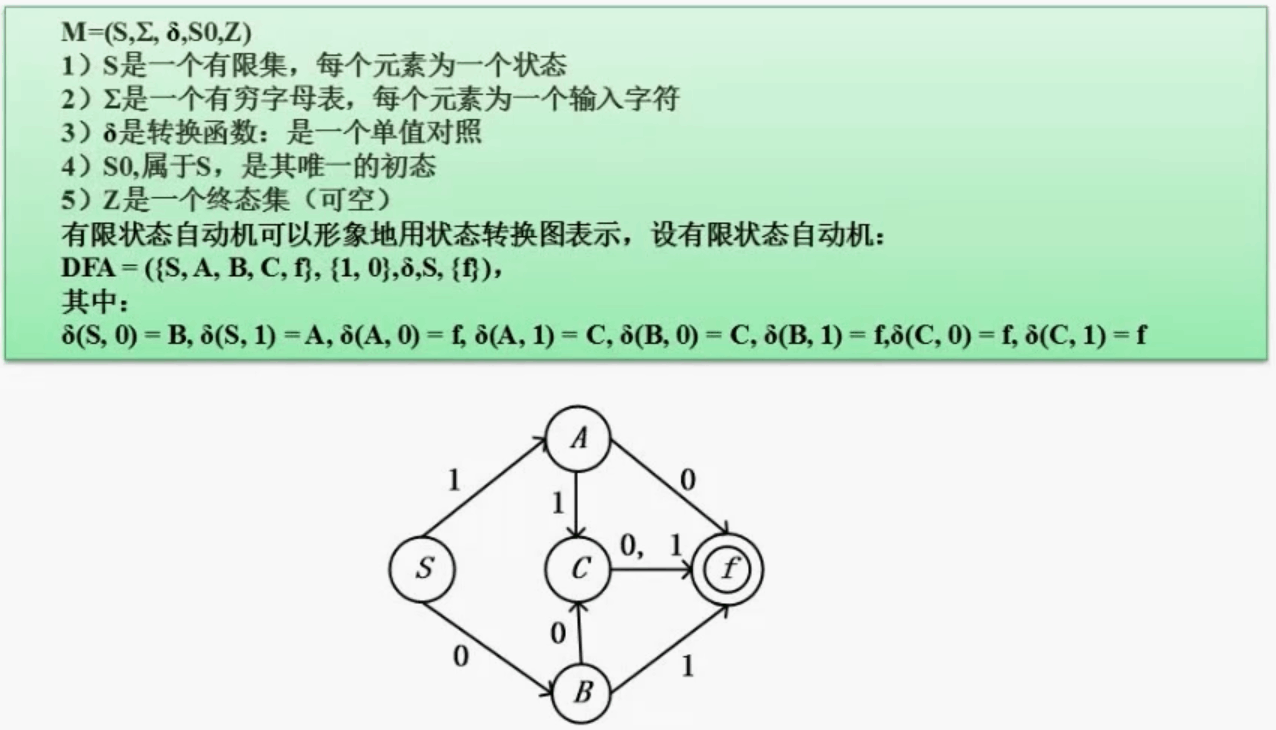 M=(S,Σ, δ,S0,Z)
1）S是一个有限集，每个元素为一个状态
2）Σ是一个有穷字母表，每个元素为一个输入字符
3）δ是转换函数：是一个单值对照
4）S0,属于S，是其唯一的初态
5）Z是一个终态集（可空）
有限状态自动机可以形象地用状态转换图表示，设有限状态自动机：
DFA = ({S, A, B, C, f}, {1, 0},δ,S, {f})，
其中：
δ(S, 0) = B, δ(S, 1) = A, δ(A, 0) = f, δ(A, 1) = C, δ(B, 0) = C, δ(B, 1) = f,δ(C, 0) = f, δ(C, 1) = f
A
1
0
1
0, 1
S
C
f
0
0
1
B